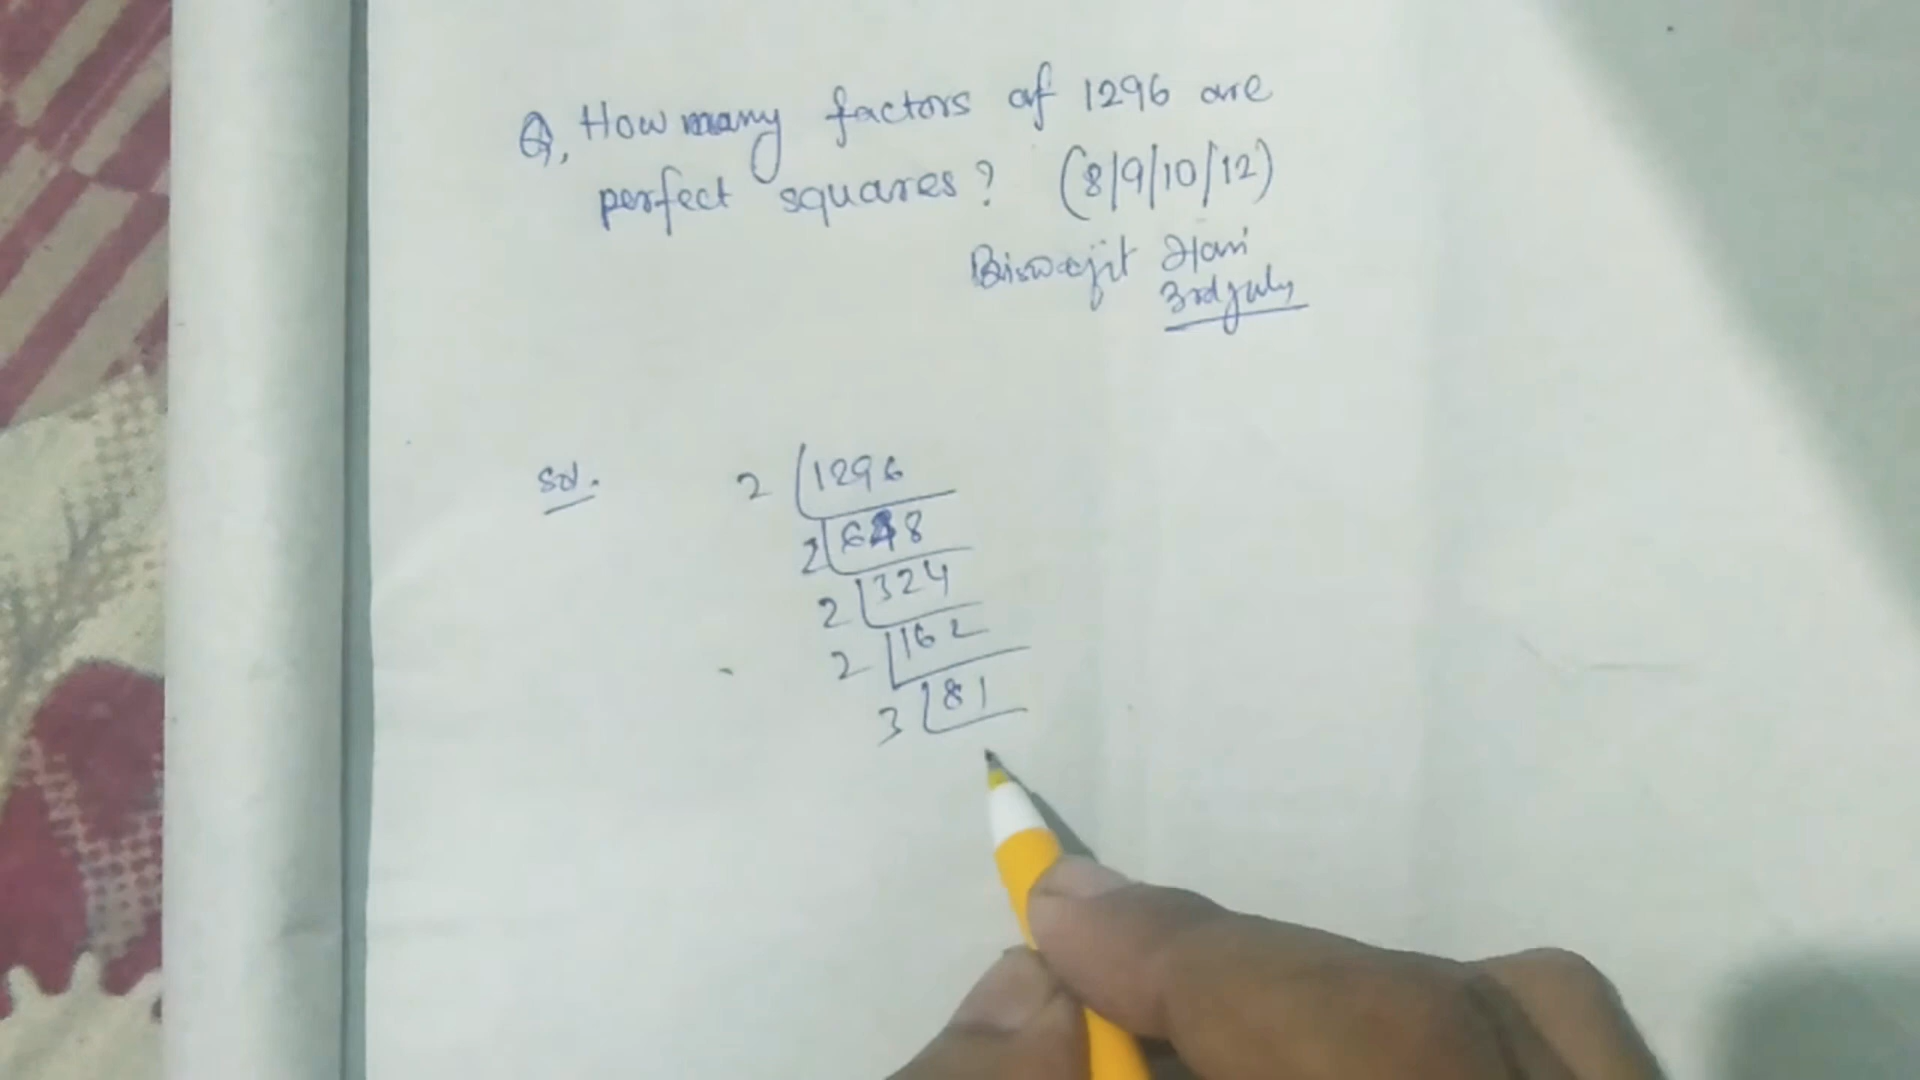 Q, How many factors of 1296 are
perfect squares? (8/9/10/12)
Biswajit Hari
3rd july
Sol.
2 1296
2 648
2 324
2 162
3 81